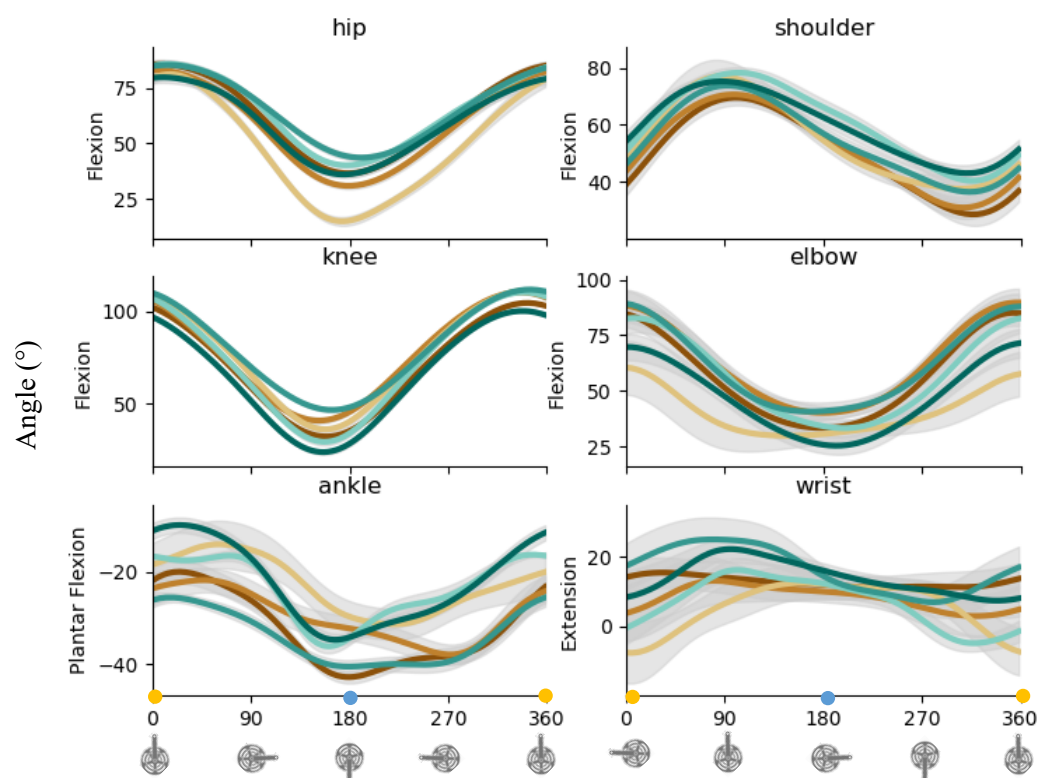 hip
shoulder
75
50
25
Flexion
80
60
40
Flexion
knee
elbow
100
50
Flexion
100
75
50
25
Flexion
Angle (°)
ankle
wrist
−20
−40
Plantar Flexion
20
0
Extension
0 90 180 270 360
0 90 180 270 360